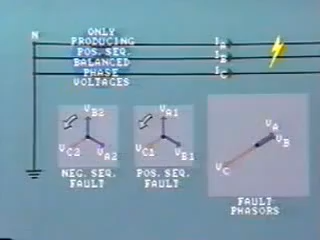 N
ONLY
PRODUCING
POS. SEQ.
BALANCED
PHASE
VOLTAGES
IA
IB
IC
VB2
VC2
VA2
NEG. SEQ.
FAULT
VA1
VC1
VB1
POS. SEQ.
FAULT
VA
VB
VC
FAULT
PHASORS